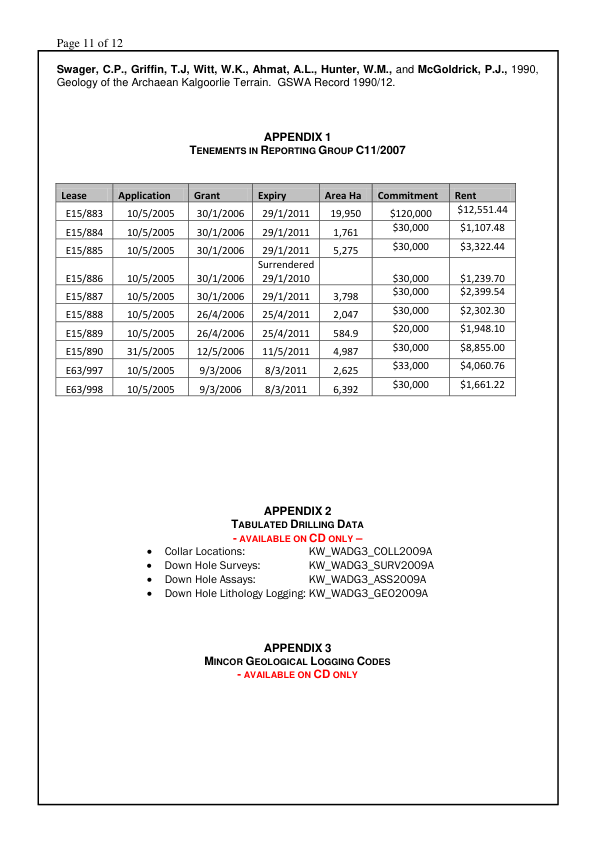 Page 11 of 12
Swager, C.P., Griffin, T.J, Witt, W.K., Ahmat, A.L., Hunter, W.M., and McGoldrick, P.J., 1990,
Geology of the Archaean Kalgoorlie Terrain. GSWA Record 1990/12.
APPENDIX 1
TENEMENTS IN REPORTING GROUP C11/2007
Lease Application Grant Expiry Area Ha Commitment Rent
E15/883 10/5/2005 30/1/2006 29/1/2011 19,950 $120,000 $12,551.44
E15/884 10/5/2005 30/1/2006 29/1/2011 1,761 $30,000 $1,107.48
E15/885 10/5/2005 30/1/2006 29/1/2011 5,275 $30,000 $3,322.44
Surrendered
E15/886 10/5/2005 30/1/2006 29/1/2010 $30,000 $1,239.70
E15/887 10/5/2005 30/1/2006 29/1/2011 3,798 $30,000 $2,399.54
E15/888 10/5/2005 26/4/2006 25/4/2011 2,047 $30,000 $2,302.30
E15/889 10/5/2005 26/4/2006 25/4/2011 584.9 $20,000 $1,948.10
E15/890 31/5/2005 12/5/2006 11/5/2011 4,987 $30,000 $8,855.00
E63/997 10/5/2005 9/3/2006 8/3/2011 2,625 $33,000 $4,060.76
E63/998 10/5/2005 9/3/2006 8/3/2011 6,392 $30,000 $1,661.22
APPENDIX 2
TABULATED DRILLING DATA
- AVAILABLE ON CD ONLY –
• Collar Locations: KW_WADG3_COLL2009A
• Down Hole Surveys: KW_WADG3_SURV2009A
• Down Hole Assays: KW_WADG3_ASS2009A
• Down Hole Lithology Logging: KW_WADG3_GEO2009A
APPENDIX 3
MINCOR GEOLOGICAL LOGGING CODES
- AVAILABLE ON CD ONLY